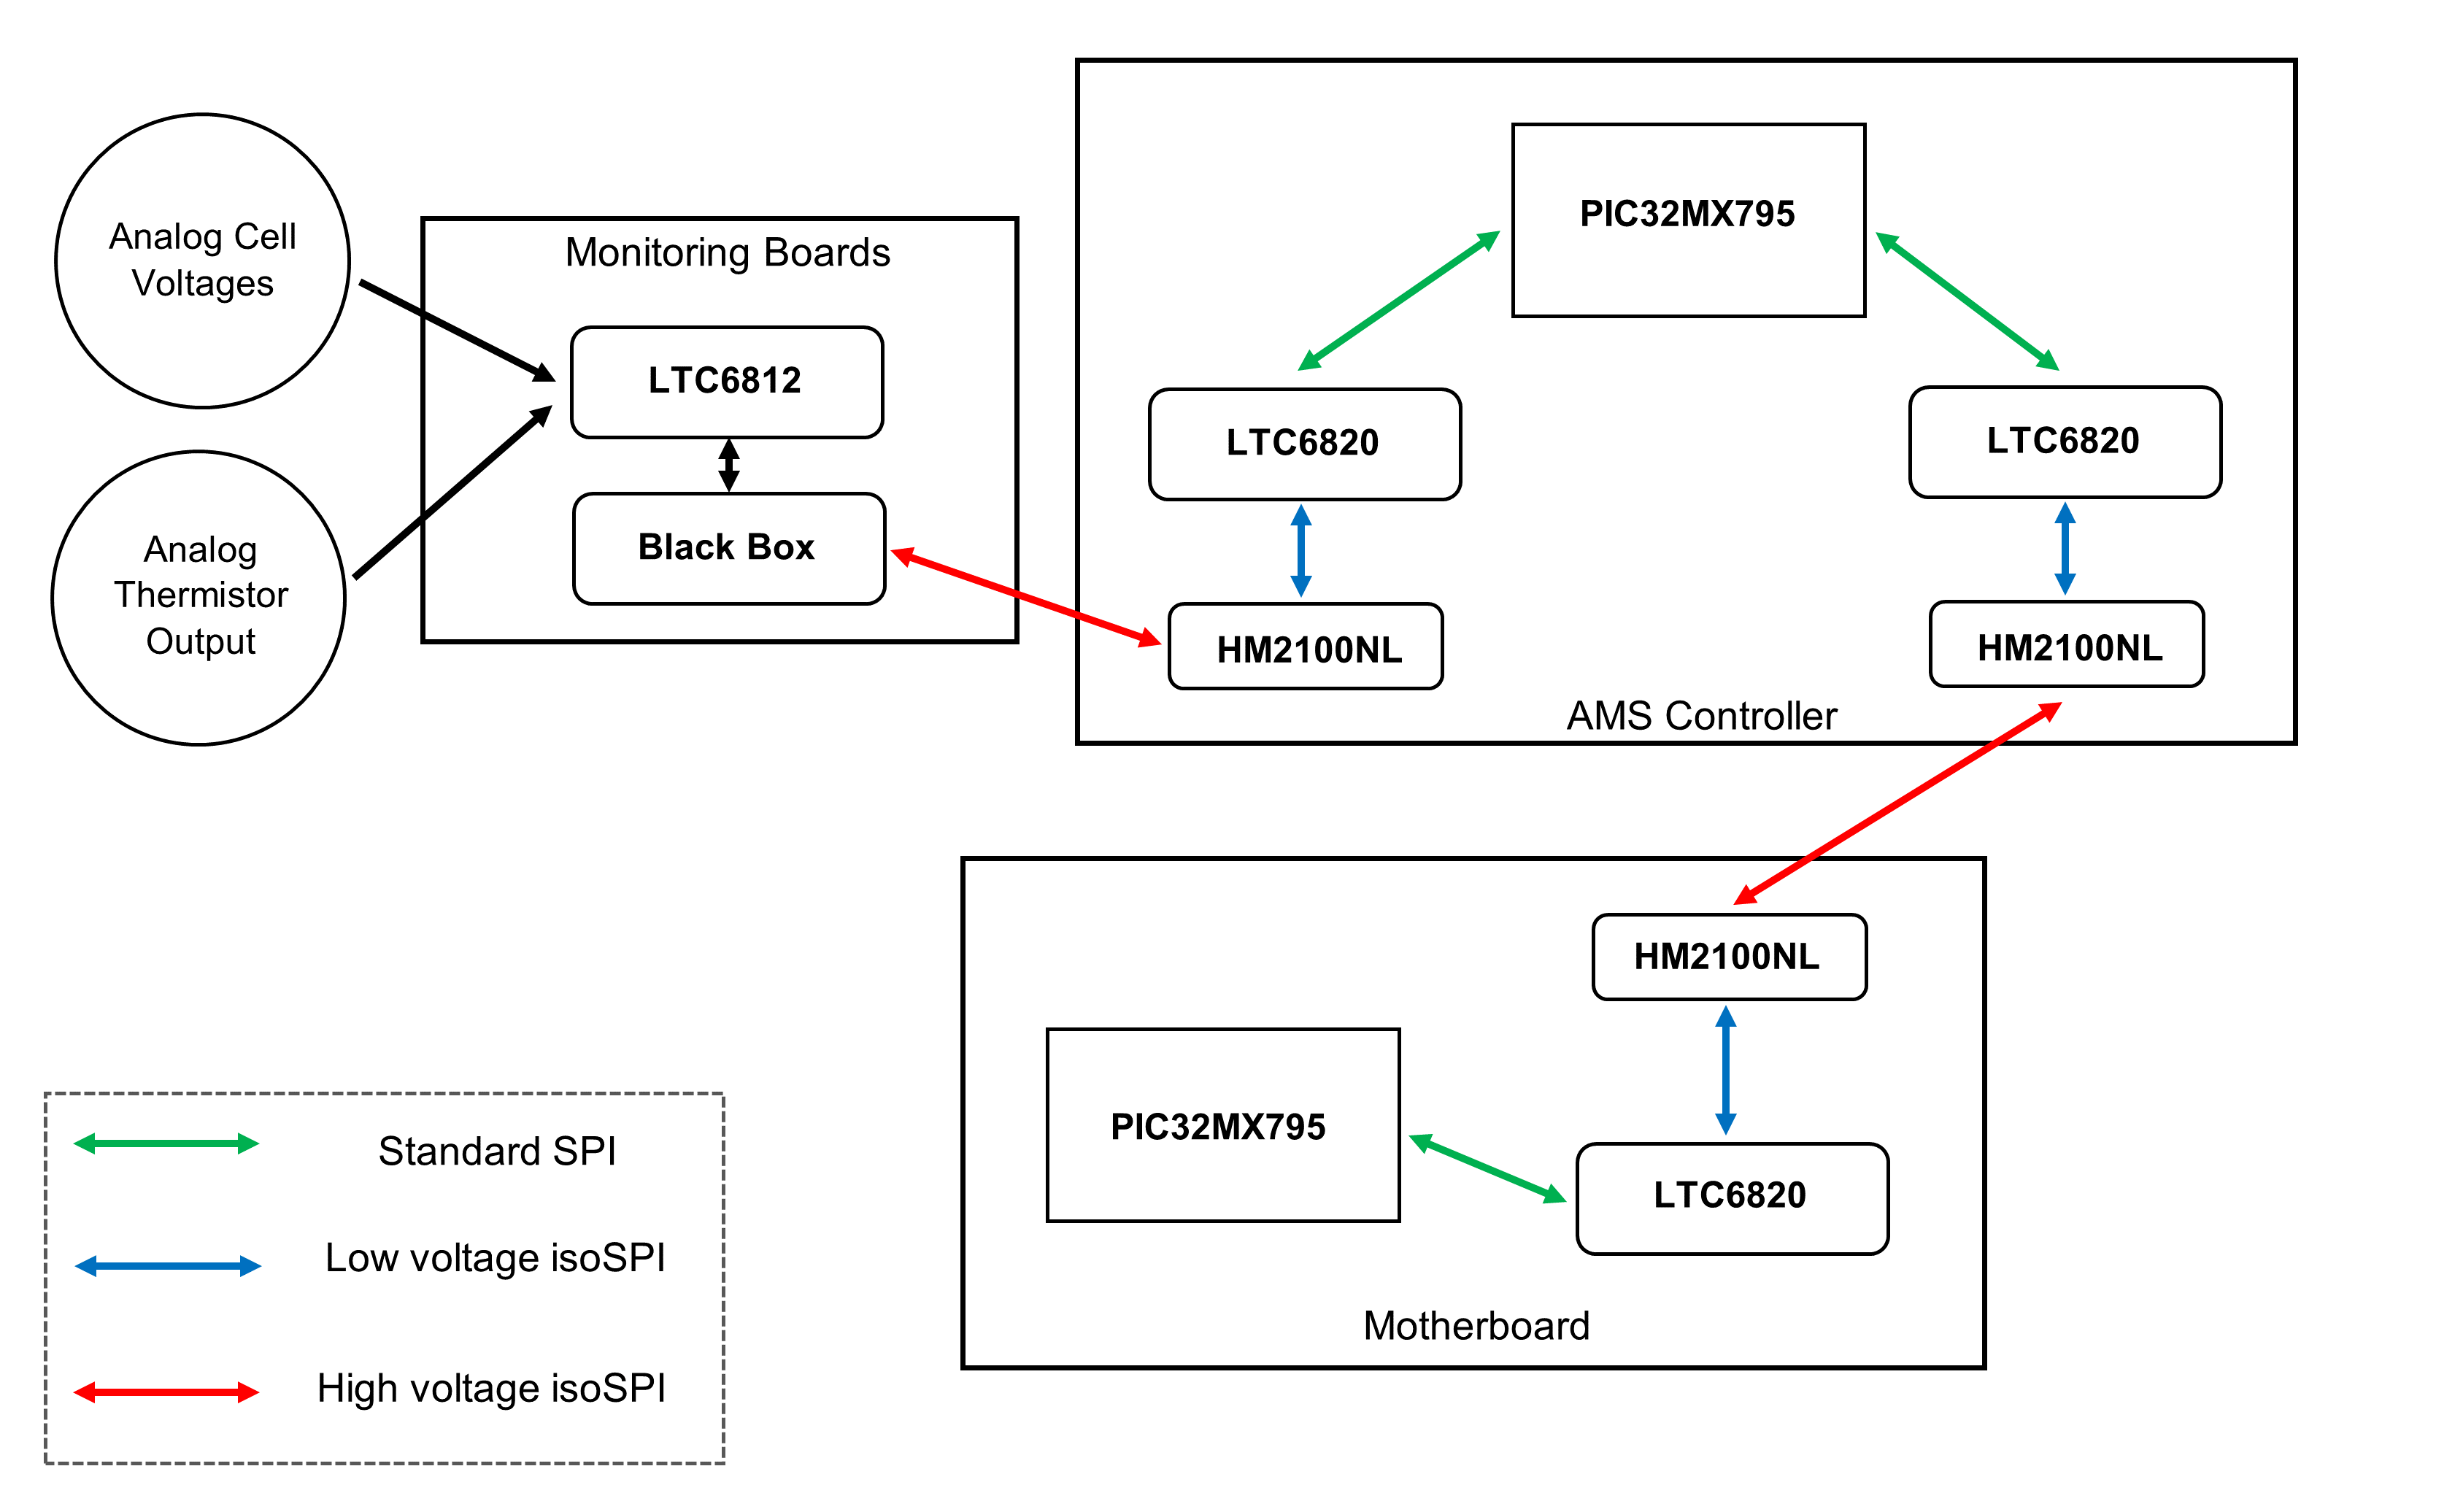 Analog Cell
Voltages
Analog
Thermistor
Output
Monitoring Boards
LTC6812
Black Box
PIC32MX795
LTC6820
LTC6820
HM2100NL
HM2100NL
AMS Controller
HM2100NL
PIC32MX795
LTC6820
Motherboard
Standard SPI
Low voltage isoSPI
High voltage isoSPI